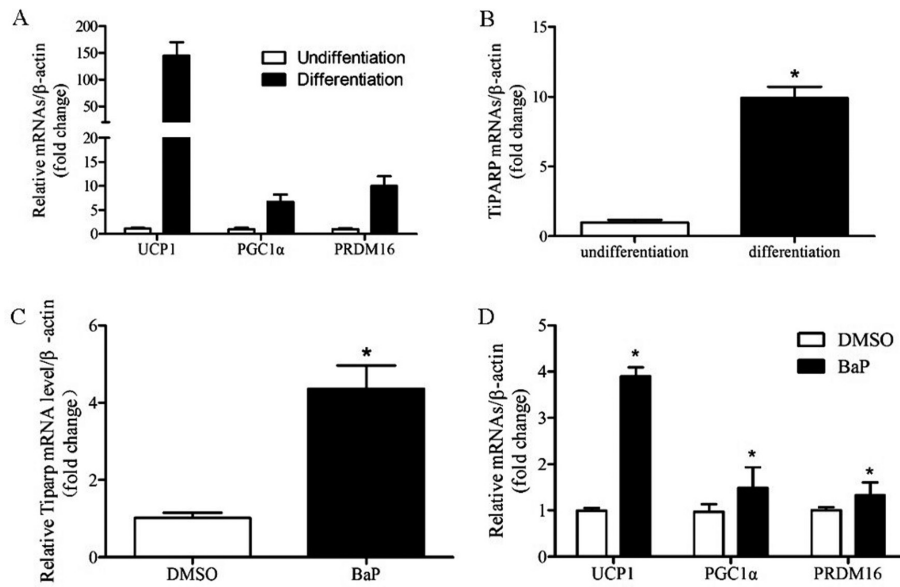 A
Relative mRNAs/β-actin
(fold change)
200
150
100
50
20
15
10
5
0
Undiffentiation
Differentiation
UCP1
PGC1α
PRDM16
B
TiPARP mRNAs/β-actin
(fold change)
15
10
5
0
*
undifferentiation
differentiation
C
Relative Tiparp mRNA level/β -actin
(fold change)
6
4
2
0
*
DMSO
BaP
D
Relative mRNAs/β-actin
(fold change)
5
4
3
2
1
0
DMSO
BaP
*
*
*
UCP1
PGC1α
PRDM16